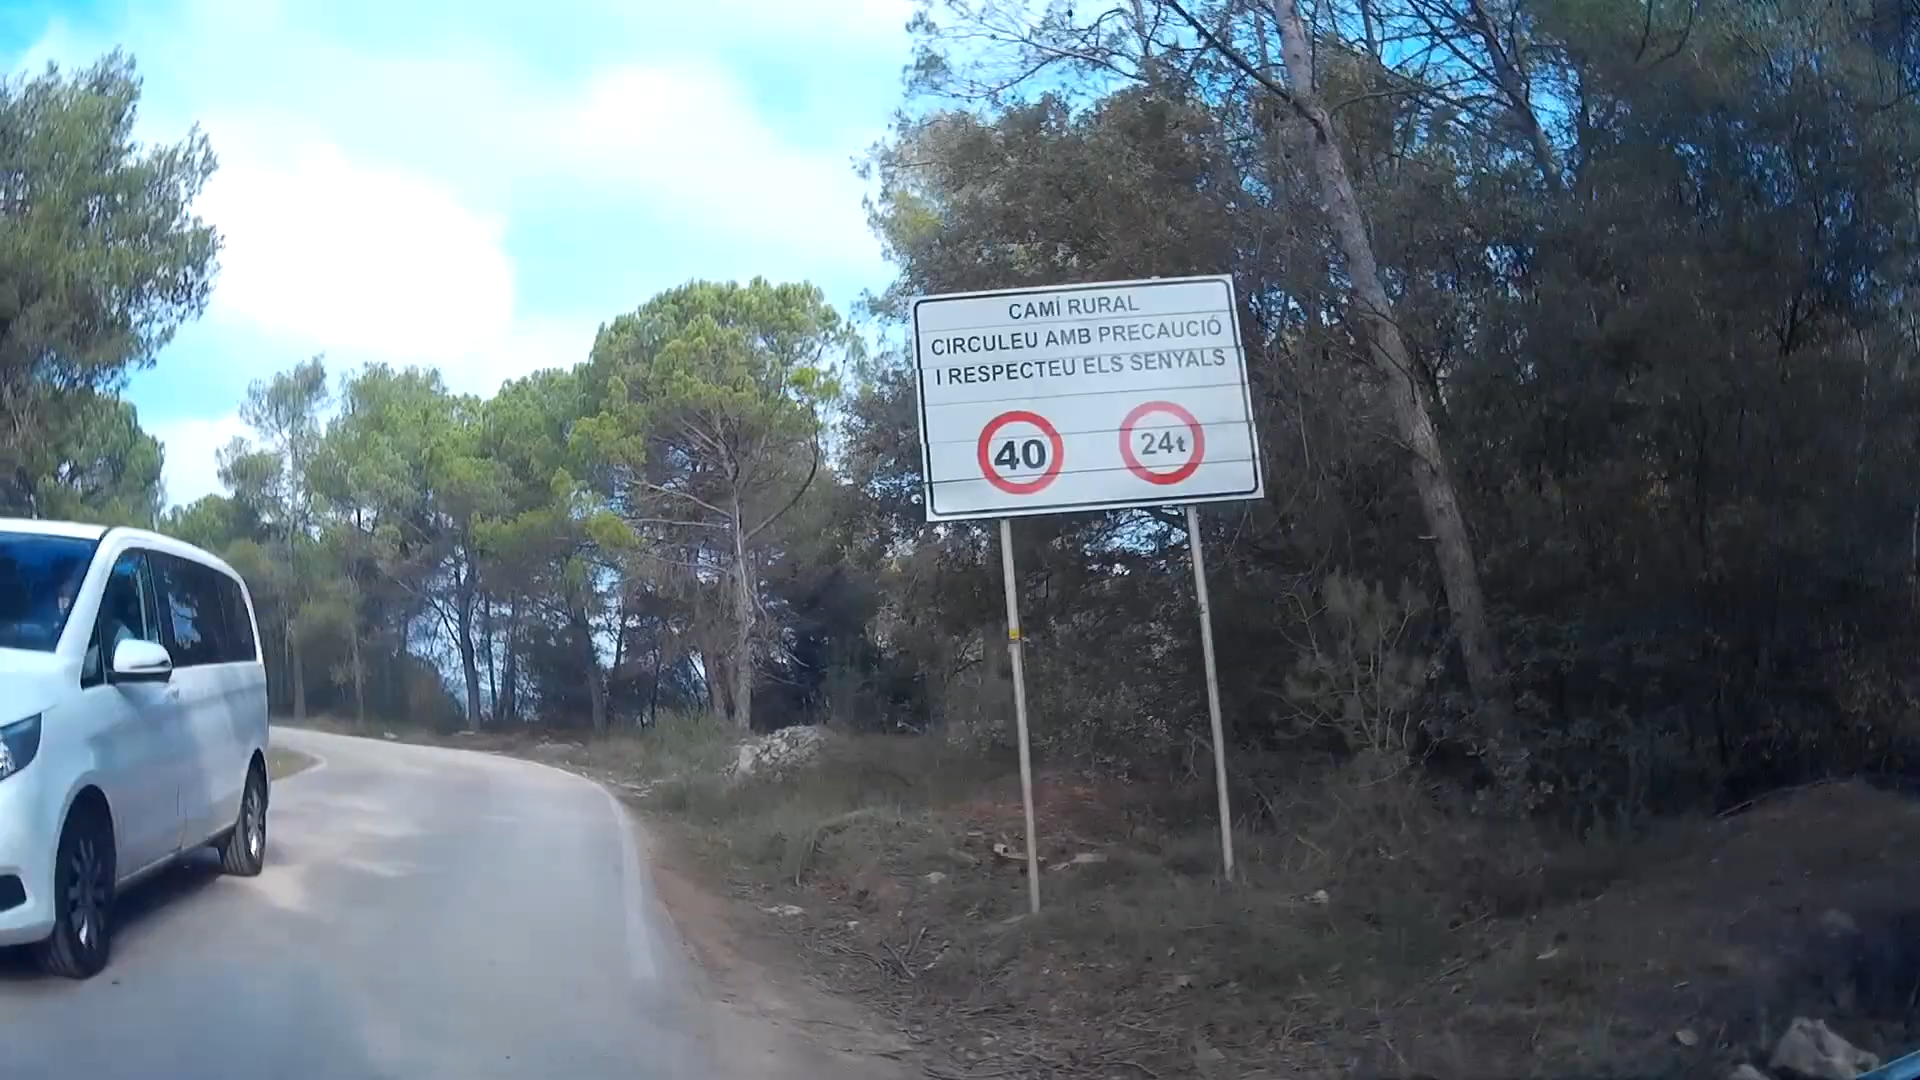 CAMÍ RURAL
CIRCULEU AMB PRECAUCIÓ
I RESPECTEU ELS SENYALS
40
24t